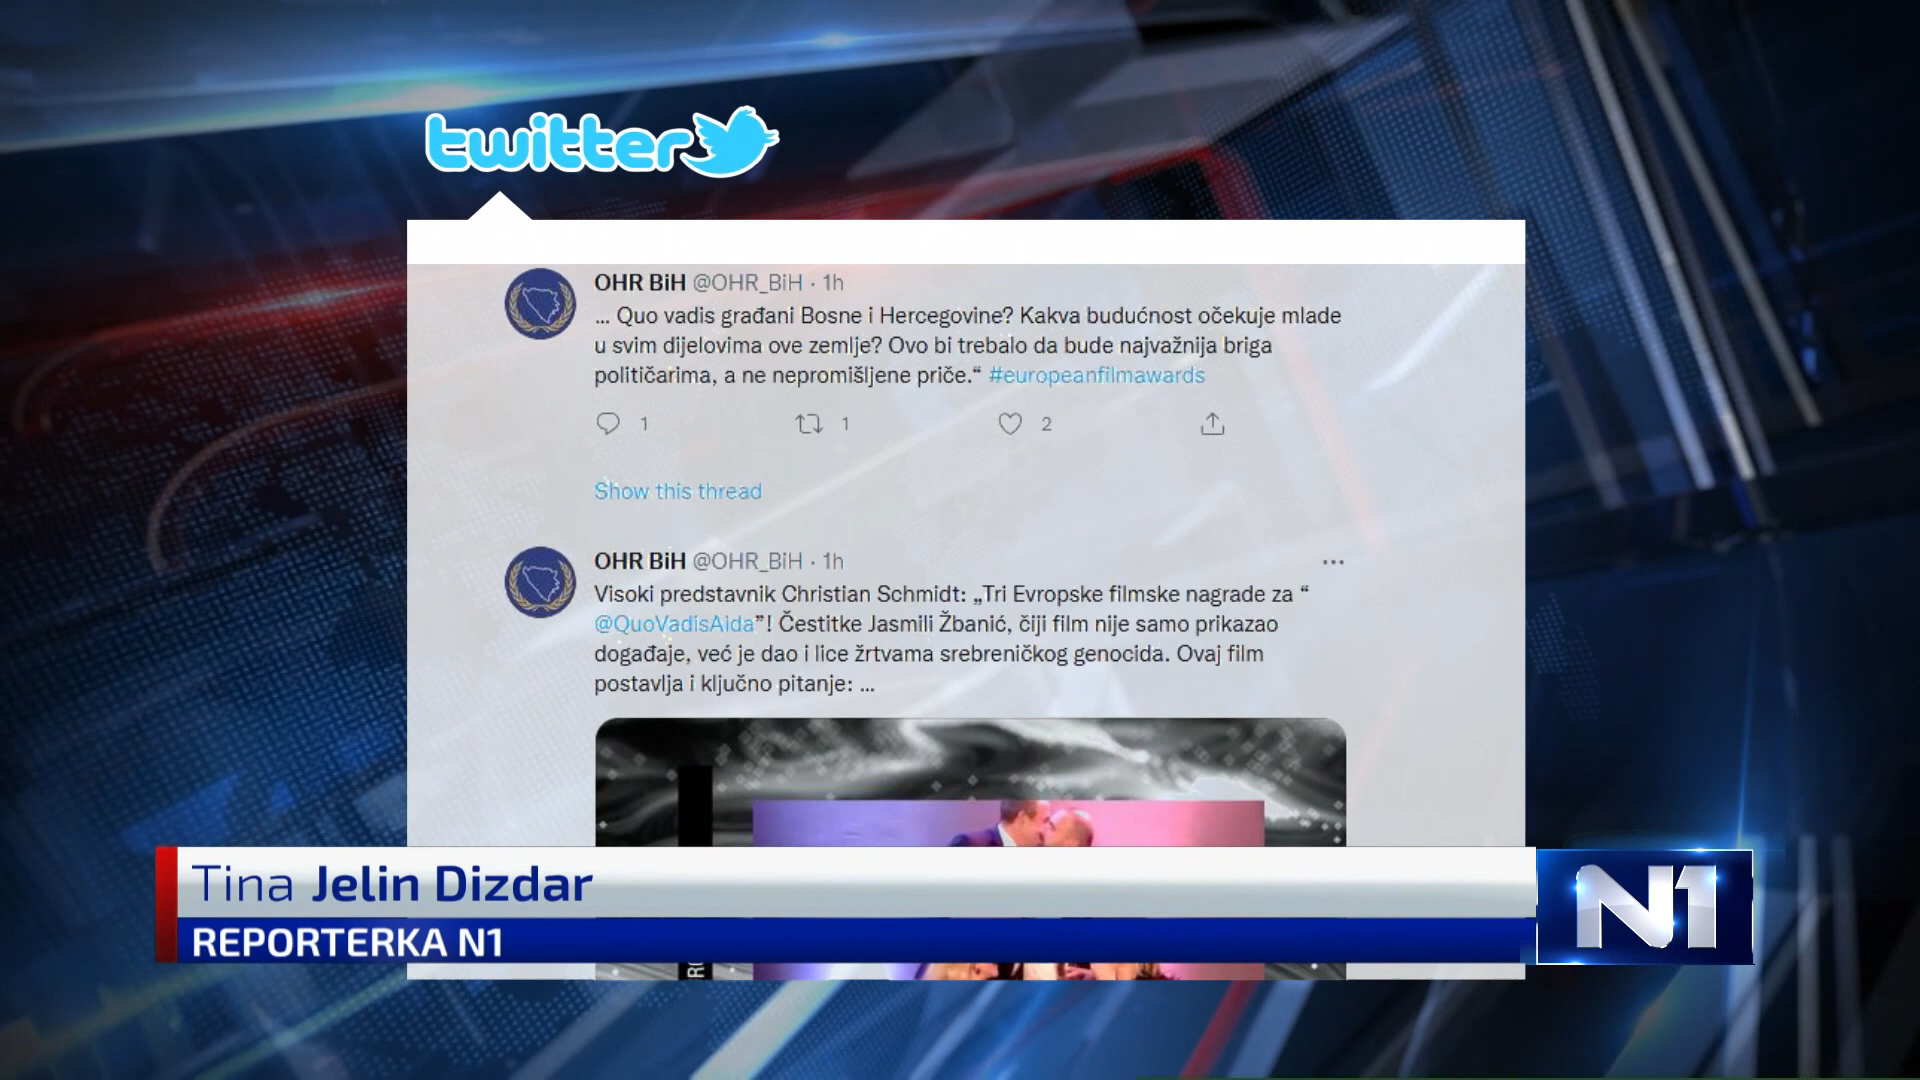 twitter
OHR BiH @OHR_BiH · 1h
... Quo vadis građani Bosne i Hercegovine? Kakva budućnost očekuje mlade
u svim dijelovima ove zemlje? Ovo bi trebalo da bude najvažnija briga
političarima, a ne nepromišljene priče.“ #europeanfilmawards
1 1 2
Show this thread
OHR BiH @OHR_BiH · 1h
Visoki predstavnik Christian Schmidt: „Tri Evropske filmske nagrade za “
@QuoVadisAida”! Čestitke Jasmili Žbanić, čiji film nije samo prikazao
događaje, već je dao i lice žrtvama srebreničkog genocida. Ovaj film
postavlja i ključno pitanje: ...
Tina Jelin Dizdar
REPORTERKA N1
N1